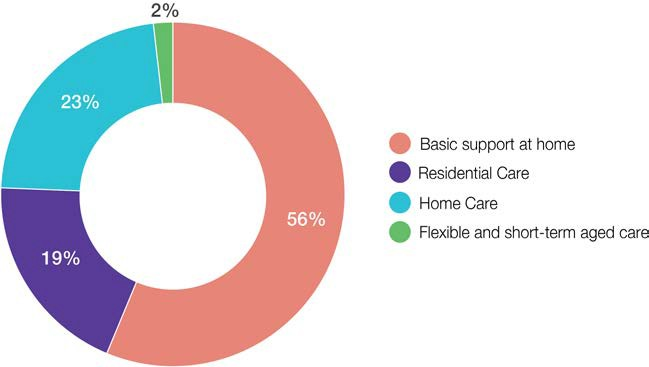 2%
23%
56%
19%
Basic support at home
Residential Care
Home Care
Flexible and short-term aged care